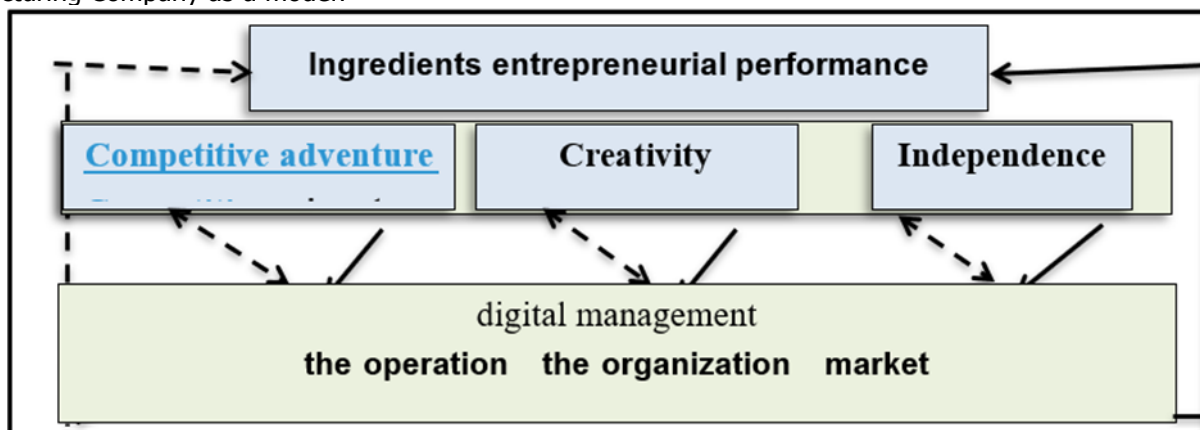 Ingredients entrepreneurial performance
Competitive adventure
Creativity
Independence
digital management
the operation the organization market